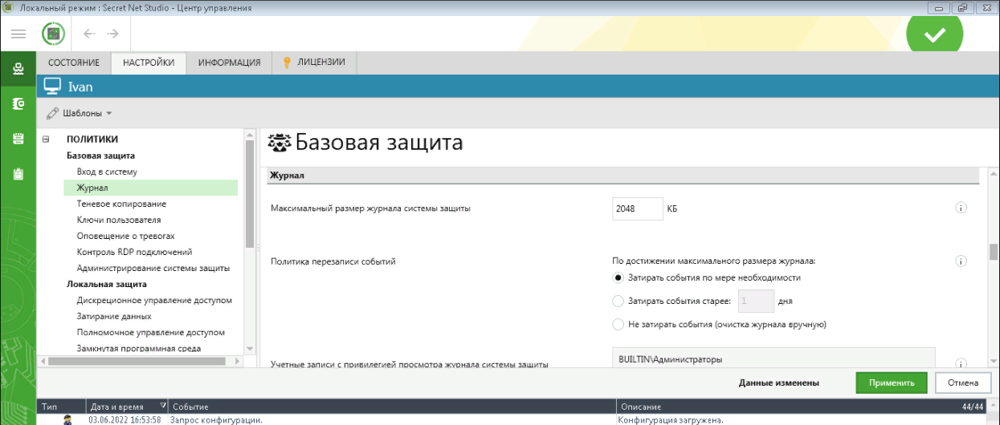 Локальный режим : Secret Net Studio - Центр управления
СОСТОЯНИЕ НАСТРОЙКИ ИНФОРМАЦИЯ ЛИЦЕНЗИИ
Ivan
Шаблоны
ПОЛИТИКИ
Базовая защита
Вход в систему
Журнал
Теневое копирование
Ключи пользователя
Оповещение о тревогах
Контроль RDP подключений
Администрирование системы защиты
Локальная защита
Дискреционное управление доступом
Затирание данных
Полномочное управление доступом
Замкнутая программная среда
Базовая защита
Журнал
Максимальный размер журнала системы защиты 2048 КБ
Политика перезаписи событий По достижении максимального размера журнала:
Затирать события по мере необходимости
Затирать события старее: 1 дня
Не затирать события (очистка журнала вручную)
BUILTIN\Администраторы
Учетные записи с привилегией просмотра журнала системы защиты
Данные изменены Применить Отмена
Тип Дата и время Событие Описание 44/44
03.06.2022 16:53:58 Запрос конфигурации. Конфигурация загружена.